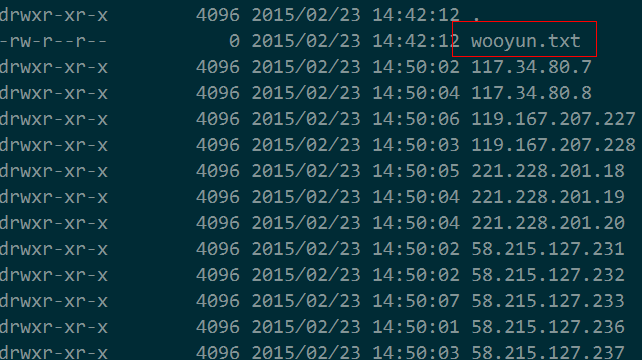 drwxr-xr-x 4096 2015/02/23 14:42:12 .
-rw-r--r-- 0 2015/02/23 14:42:12 wooyun.txt
drwxr-xr-x 4096 2015/02/23 14:50:02 117.34.80.7
drwxr-xr-x 4096 2015/02/23 14:50:04 117.34.80.8
drwxr-xr-x 4096 2015/02/23 14:50:06 119.167.207.227
drwxr-xr-x 4096 2015/02/23 14:50:03 119.167.207.228
drwxr-xr-x 4096 2015/02/23 14:50:05 221.228.201.18
drwxr-xr-x 4096 2015/02/23 14:50:04 221.228.201.19
drwxr-xr-x 4096 2015/02/23 14:50:04 221.228.201.20
drwxr-xr-x 4096 2015/02/23 14:50:02 58.215.127.231
drwxr-xr-x 4096 2015/02/23 14:50:02 58.215.127.232
drwxr-xr-x 4096 2015/02/23 14:50:07 58.215.127.233
drwxr-xr-x 4096 2015/02/23 14:50:01 58.215.127.236
drwxr-xr-x 4096 2015/02/23 14:50:03 58.215.127.237